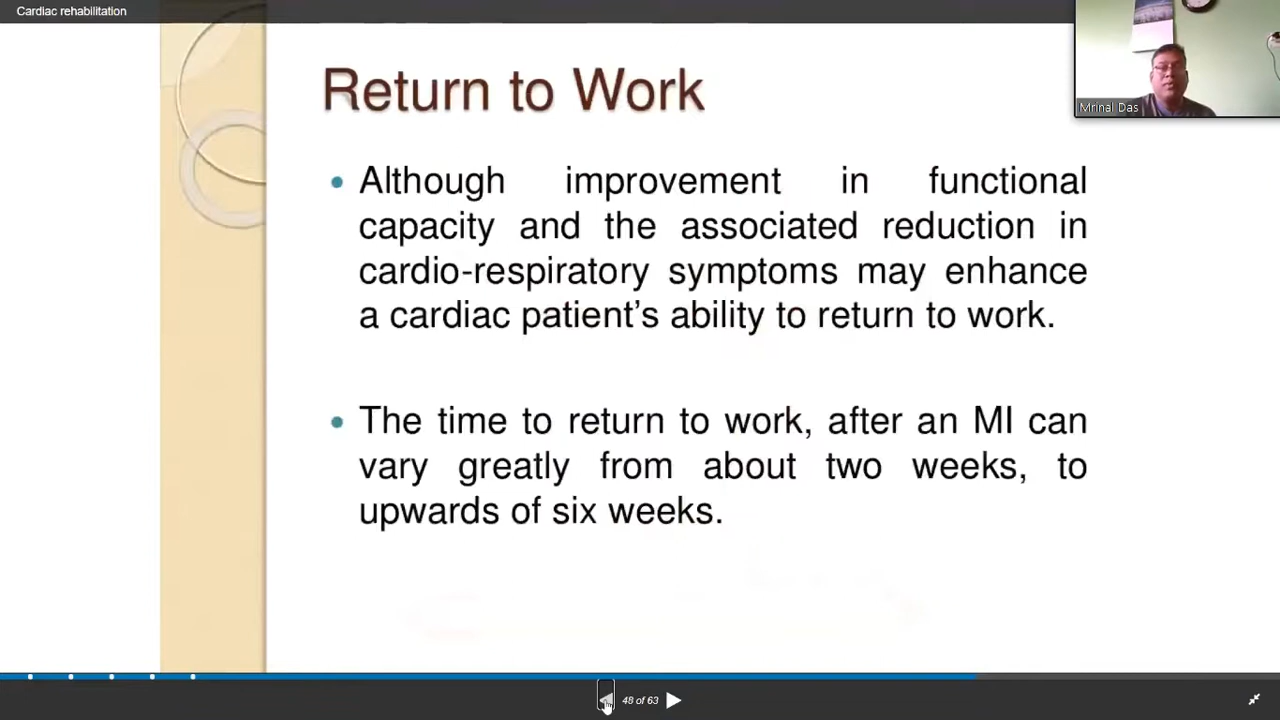 Cardiac rehabilitation
Mrinal Das
Return to Work
Although improvement in functional
capacity and the associated reduction in
cardio-respiratory symptoms may enhance
a cardiac patient’s ability to return to work.
The time to return to work, after an MI can
vary greatly from about two weeks, to
upwards of six weeks.
48 of 63